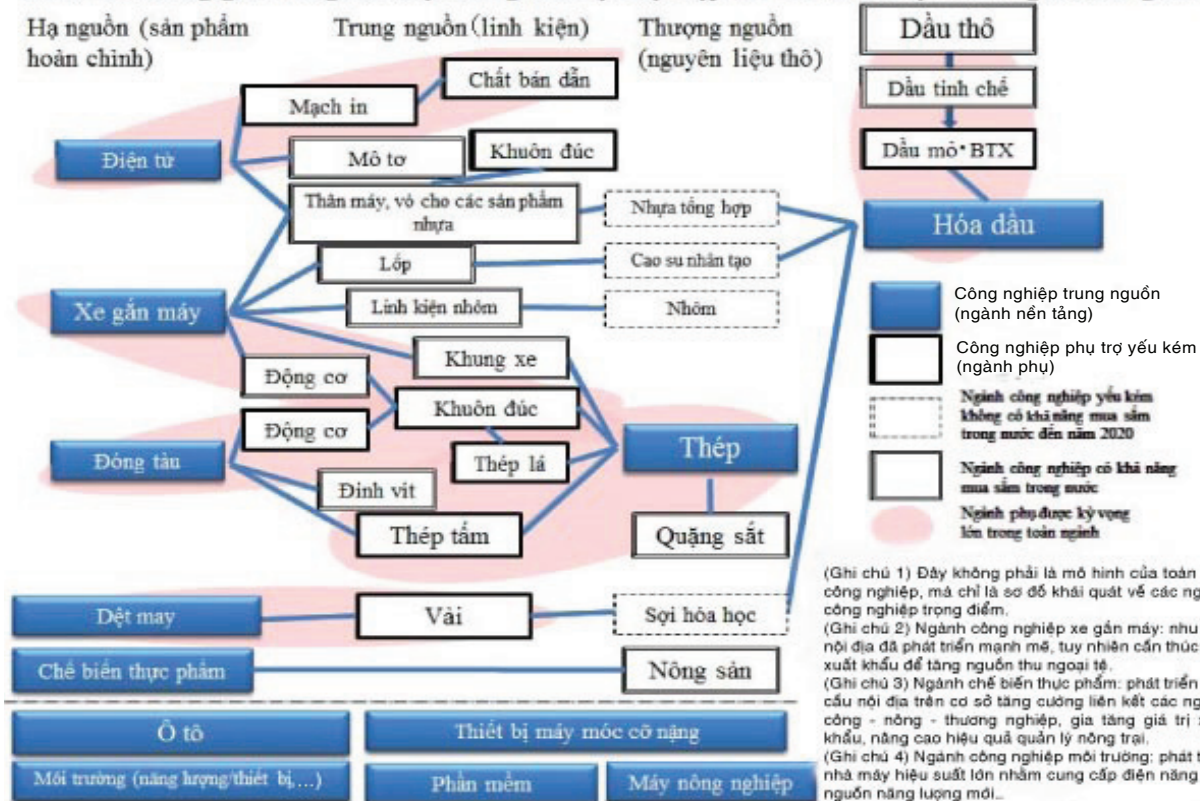 Hạ nguồn (sản phẩm
hoàn chỉnh)
Trung nguồn (linh kiện)
Thượng nguồn
(nguyên liệu thô)
Dầu thô
Dầu tinh chế
Dầu mỏ・BTX
Hóa dầu
Chất bán dẫn
Mạch in
Điện tử
Mô tơ
Khuôn đúc
Thân máy, vỏ cho các sản phẩm
nhựa
Nhựa tổng hợp
Lốp
Cao su nhân tạo
Xe gắn máy
Linh kiện nhôm
Nhôm
Khung xe
Động cơ
Khuôn đúc
Động cơ
Thép
Đóng tàu
Thép lá
Đinh vít
Thép tấm
Quặng sắt
Dệt may
Vải
Sợi hóa học
Chế biến thực phẩm
Nông sản
Ô tô
Thiết bị máy móc cỡ nặng
Môi trường (năng lượng/thiết bị,...)
Phần mềm
Máy nông nghiệp
Công nghiệp trung nguồn
(ngành nền tảng)
Công nghiệp phụ trợ yếu kém
(ngành phụ)
Ngành công nghiệp yếu kém
không có khả năng mua sắm
trong nước đến năm 2020
Ngành công nghiệp có khả năng
mua sắm trong nước
Ngành phụ được kỳ vọng
lớn trong toàn ngành
(Ghi chú 1) Đây không phải là mô hình của toàn
công nghiệp, mà chỉ là sơ đồ khái quát về các
công nghiệp trọng điểm.
(Ghi chú 2) Ngành công nghiệp xe gắn máy: nhu
nội địa đã phát triển mạnh mẽ, tuy nhiên cần thúc
xuất khẩu để tăng nguồn thu ngoại tệ.
(Ghi chú 3) Ngành chế biến thực phẩm: phát triển
cầu nội địa trên cơ sở tăng cường liên kết các
công - nông - thương nghiệp, gia tăng giá trị
khẩu, nâng cao hiệu quả quản lý nông trại.
(Ghi chú 4) Ngành công nghiệp môi trường: phát
nhà máy hiệu suất lớn nhằm cung cấp điện năng
nguồn năng lượng mới...